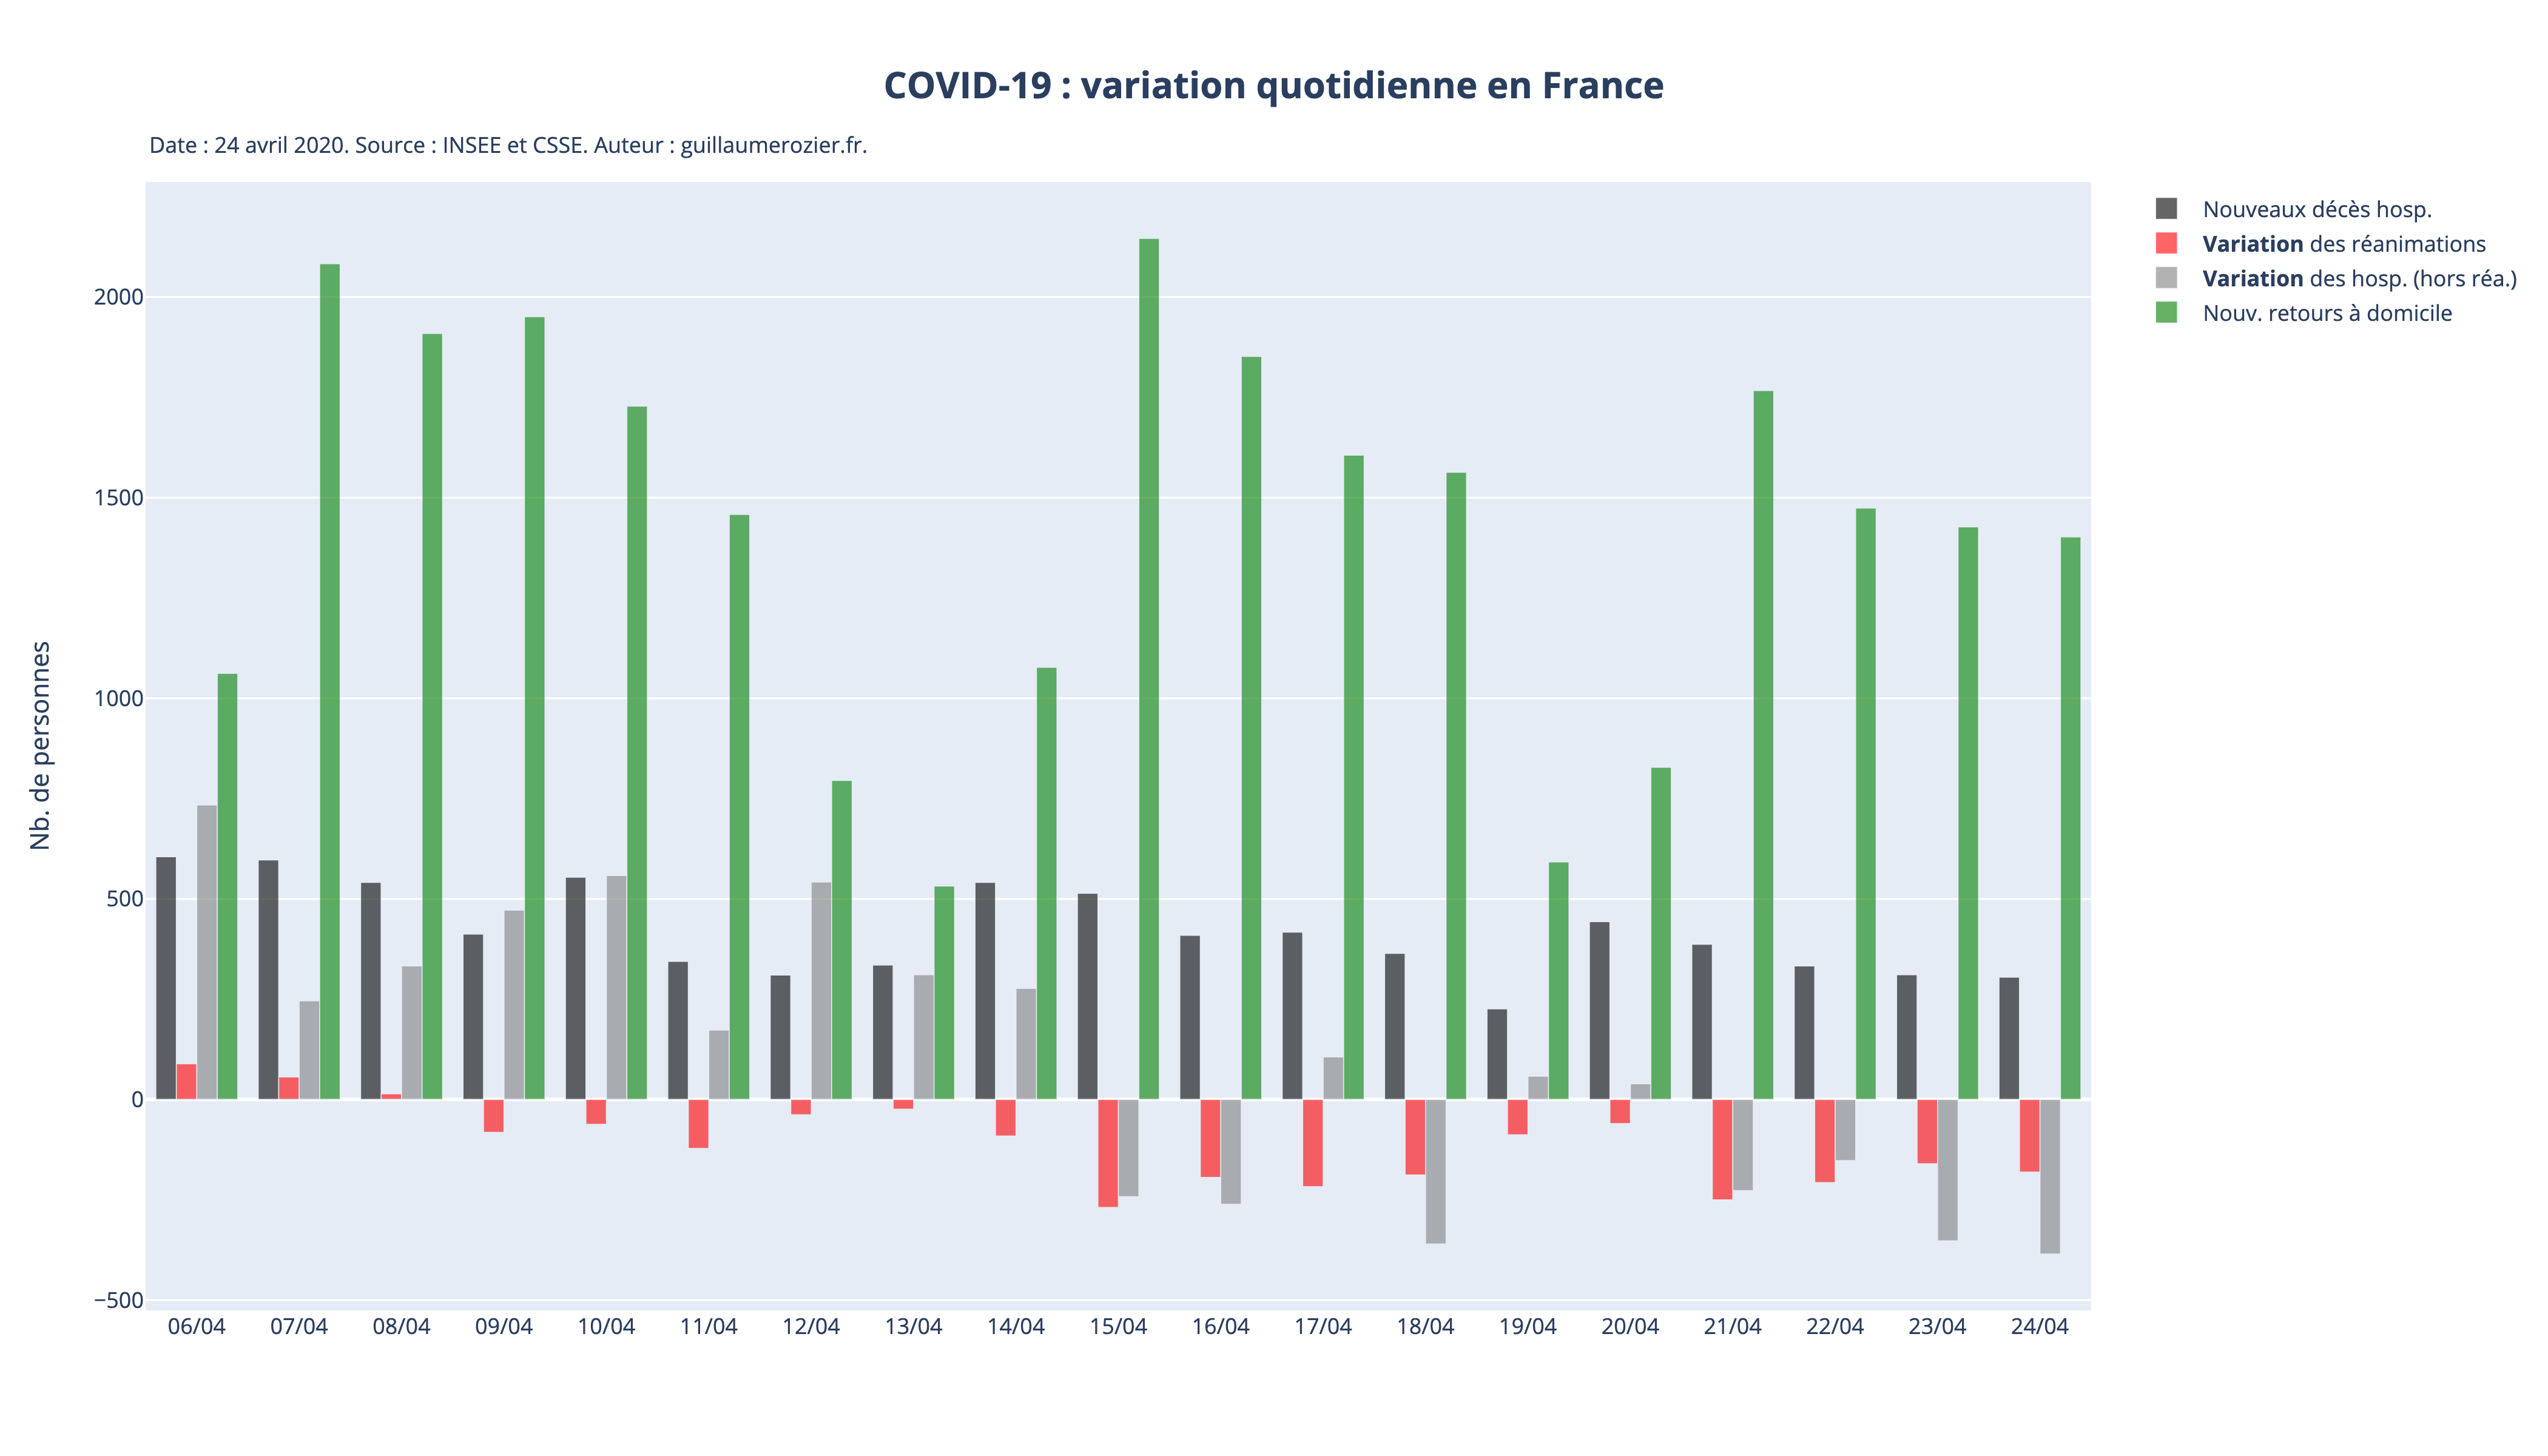 COVID-19 : variation quotidienne en France
Date : 24 avril 2020. Source : INSEE et CSSE. Auteur : guillaumerozier.fr.
Nouveaux décès hosp.
Variation des réanimations
Variation des hosp. (hors réa.)
Nouv. retours à domicile
Nb. de personnes
2000
1500
1000
500
0
−500
06/04 07/04 08/04 09/04 10/04 11/04 12/04 13/04 14/04 15/04 16/04 17/04 18/04 19/04 20/04 21/04 22/04 23/04 24/04